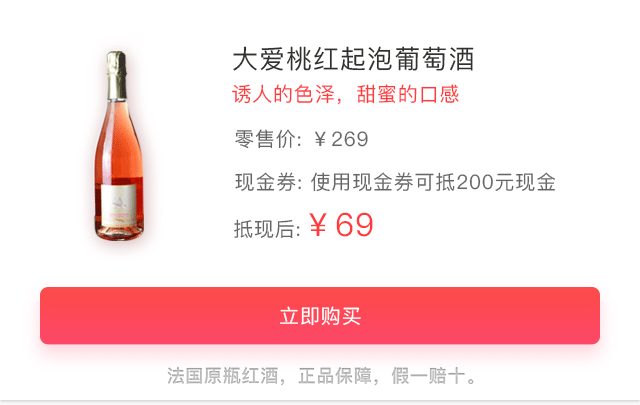 大爱桃红起泡葡萄酒
诱人的色泽，甜蜜的口感
零售价: ￥269
现金券: 使用现金券可抵200元现金
抵现后: ￥69
立即购买
法国原瓶红酒，正品保障，假一赔十。